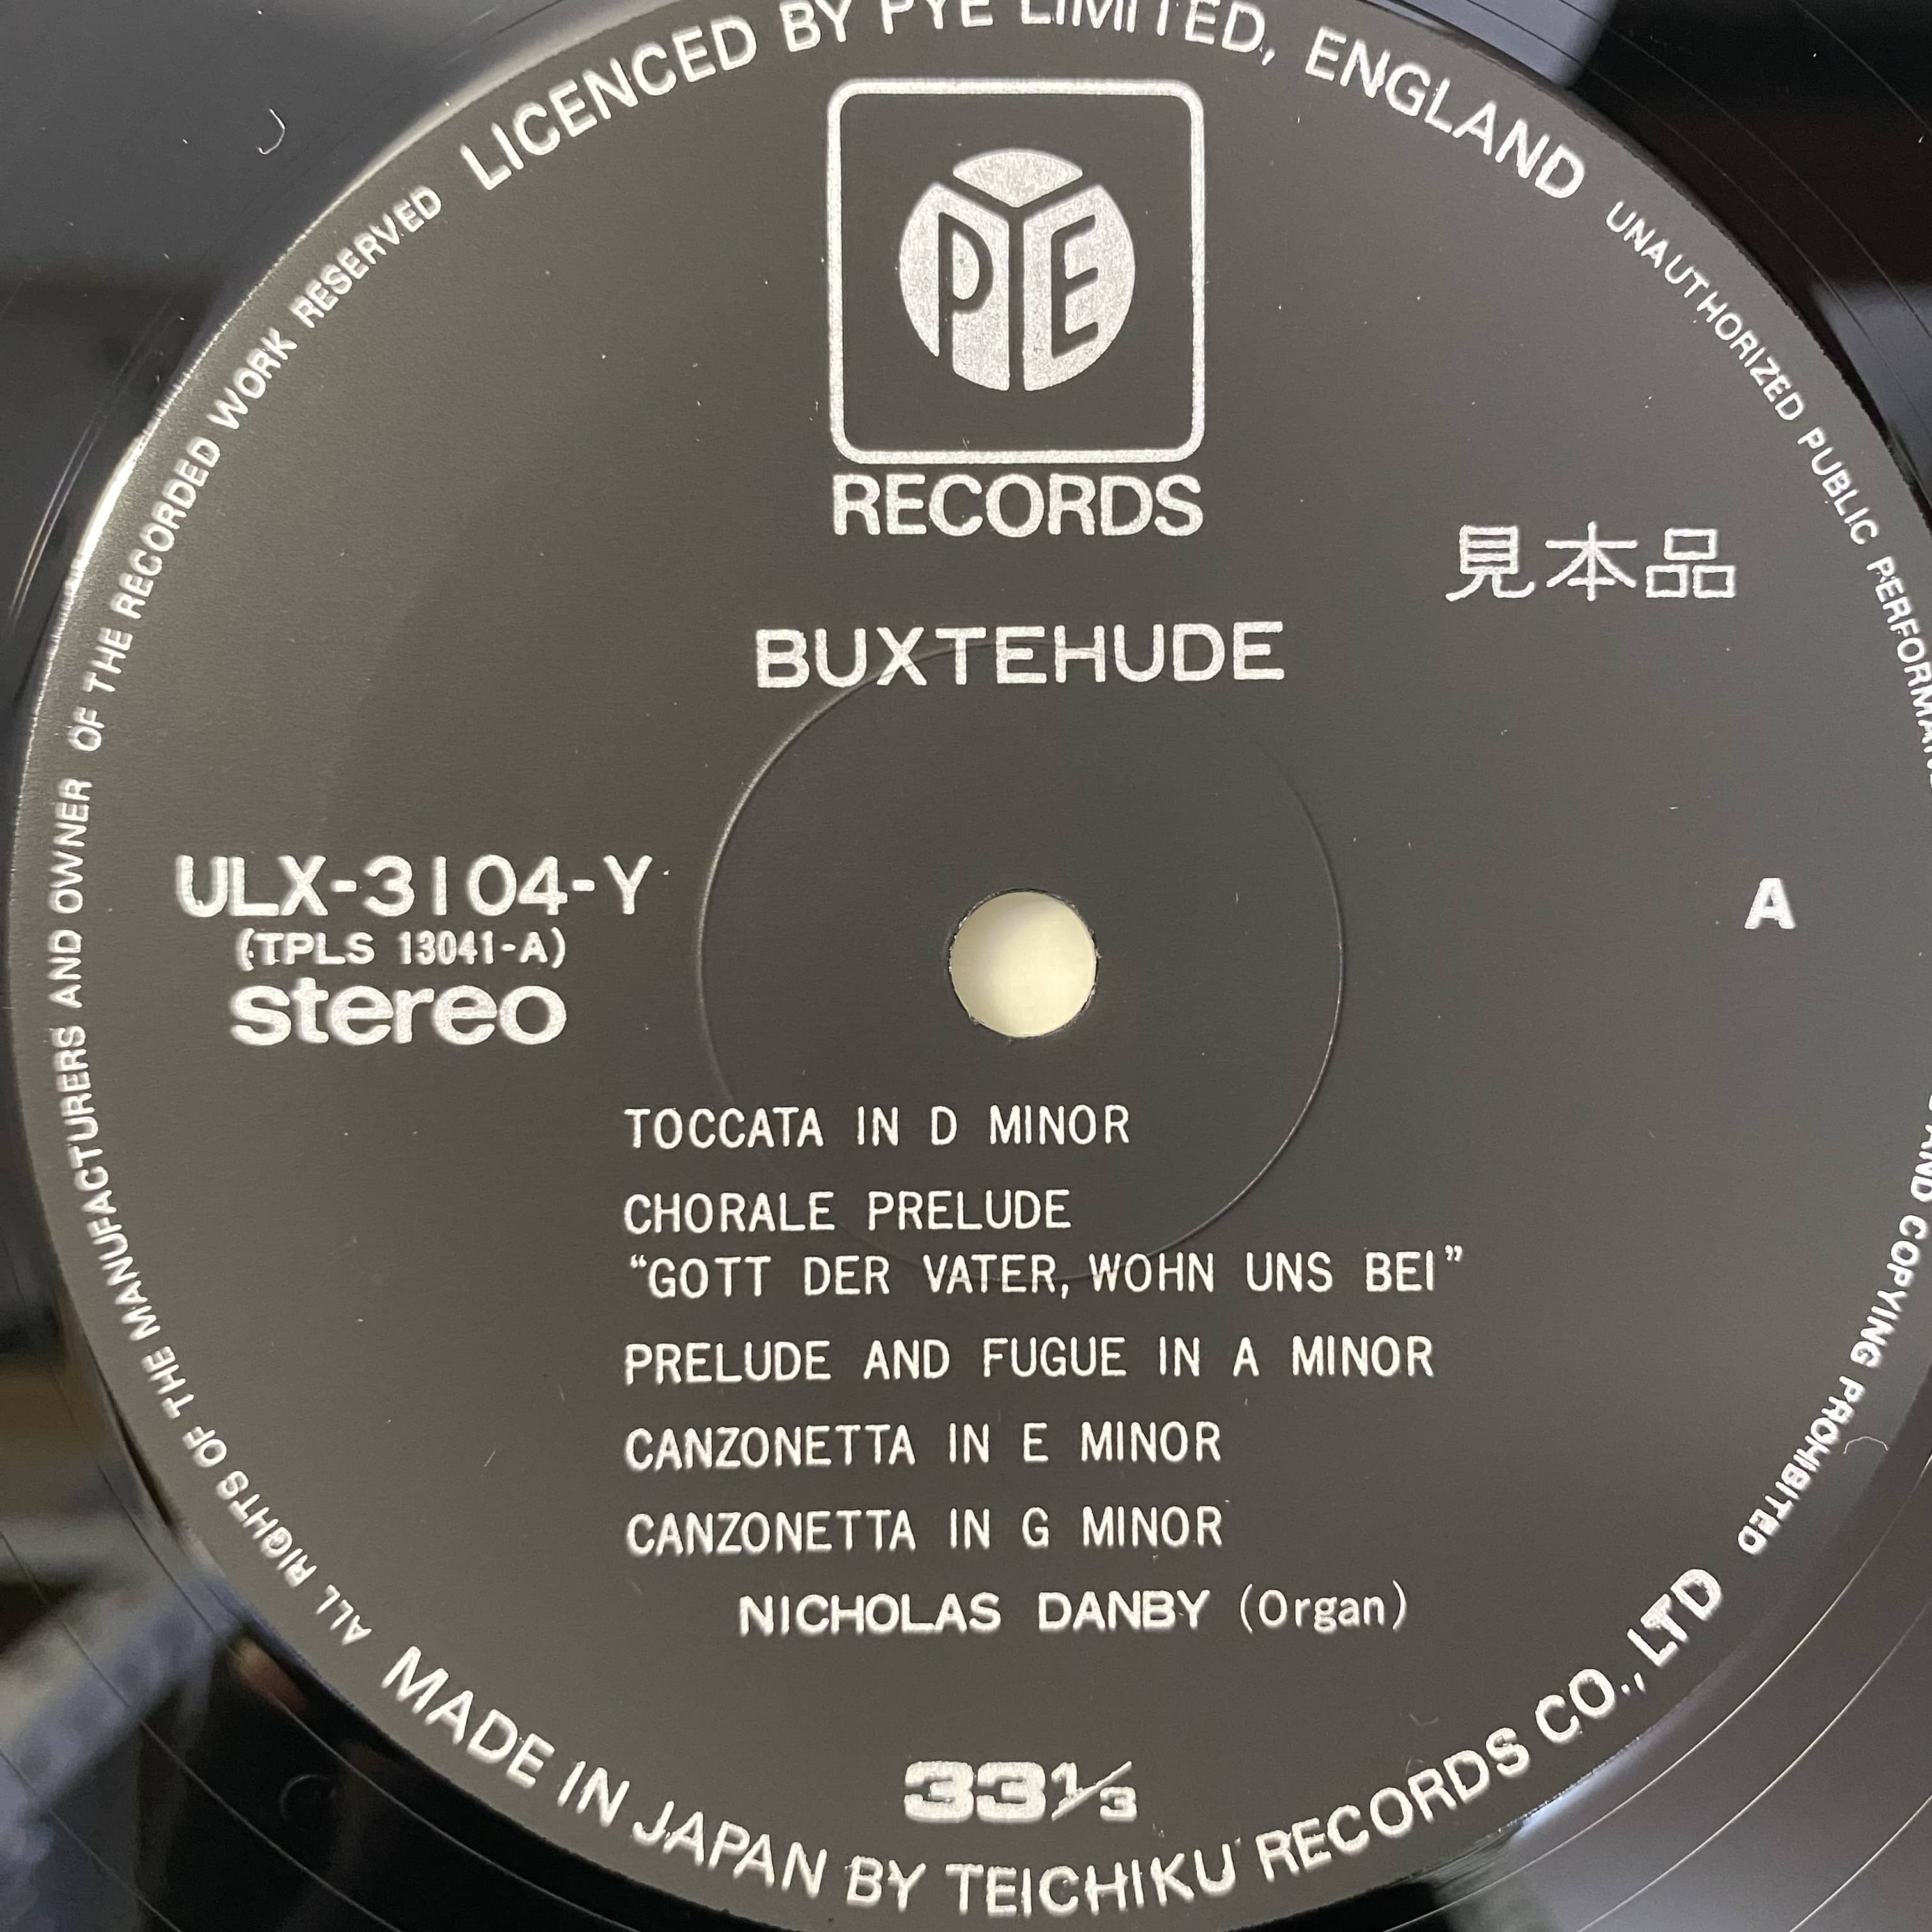 LICENCED BY PYE LIMITED, ENGLAND
UNAUTHORIZED PUBLIC
AND COPYING PROHIBITED
ALL RIGHTS OF THE MANUFACTURERS AND OWNER OF THE RECORDED WORK RESERVED
PYE
RECORDS
見本品
BUXTEHUDE
ULX-3104-Y
(TPLS 13041-A)
stereo
A
TOCCATA IN D MINOR
CHORALE PRELUDE
“GOTT DER VATER, WOHN UNS BEI”
PRELUDE AND FUGUE IN A MINOR
CANZONETTA IN E MINOR
CANZONETTA IN G MINOR
NICHOLAS DANBY (Organ)
33⅓
MADE IN JAPAN BY TEICHIKU RECORDS CO., LTD